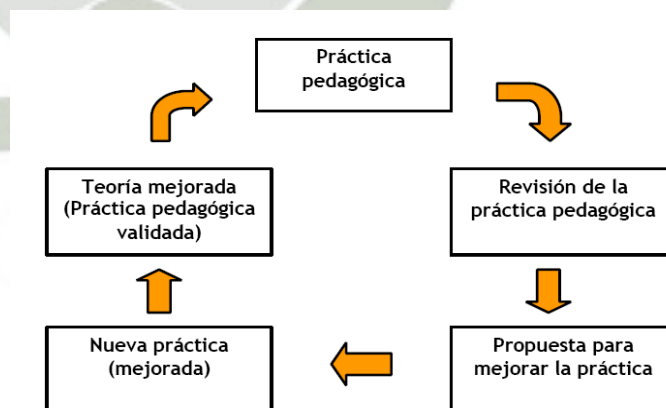 Práctica
pedagógica
Revisión de la
práctica pedagógica
Propuesta para
mejorar la práctica
Nueva práctica
(mejorada)
Teoría mejorada
(Práctica pedagógica
validada)